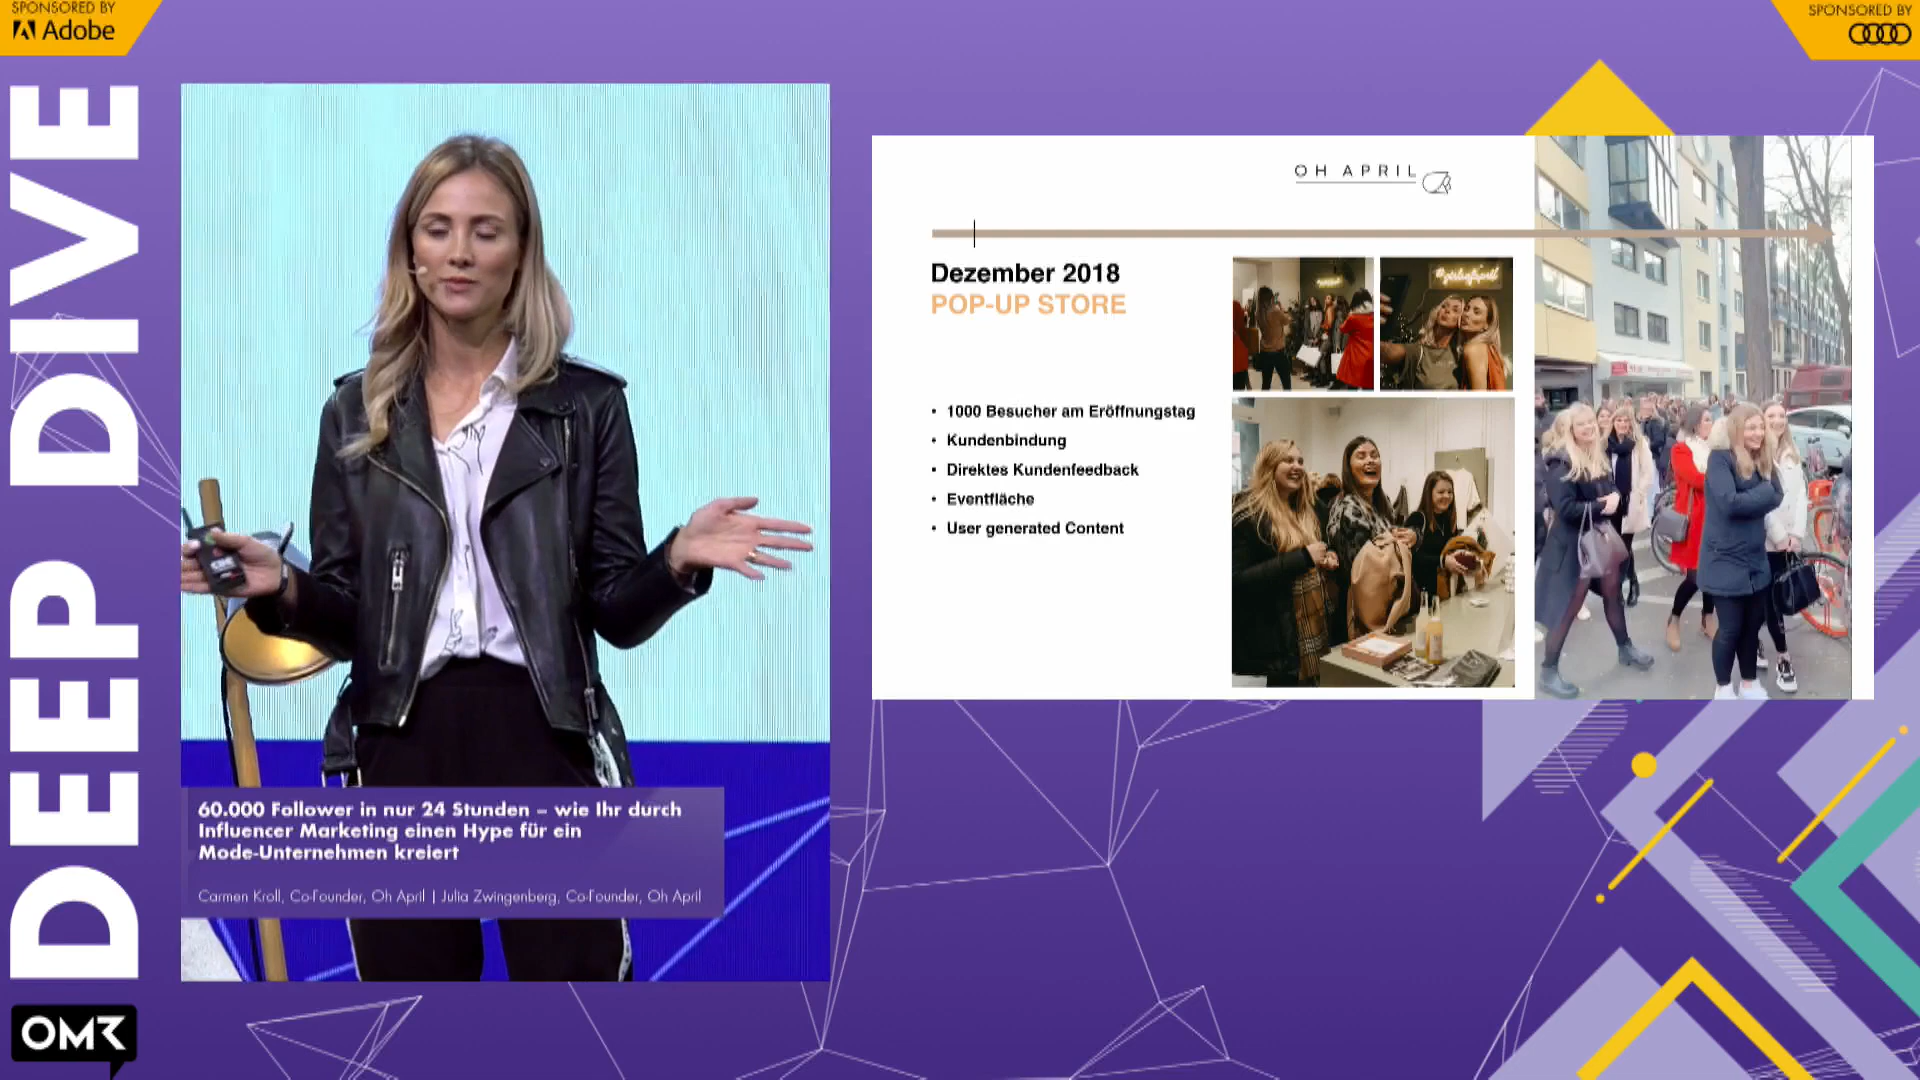 SPONSORED BY
Adobe
SPONSORED BY
DEEP DIVE
OH APRIL
Dezember 2018
POP-UP STORE
• 1000 Besucher am Eröffnungstag
• Kundenbindung
• Direktes Kundenfeedback
• Eventfläche
• User generated Content
60.000 Follower in nur 24 Stunden – wie Ihr durch
Influencer Marketing einen Hype für ein
Mode-Unternehmen kreiert
Carmen Kroll, Co-Founder, Oh April | Julia Zwingenberg, Co-Founder, Oh April
OMR